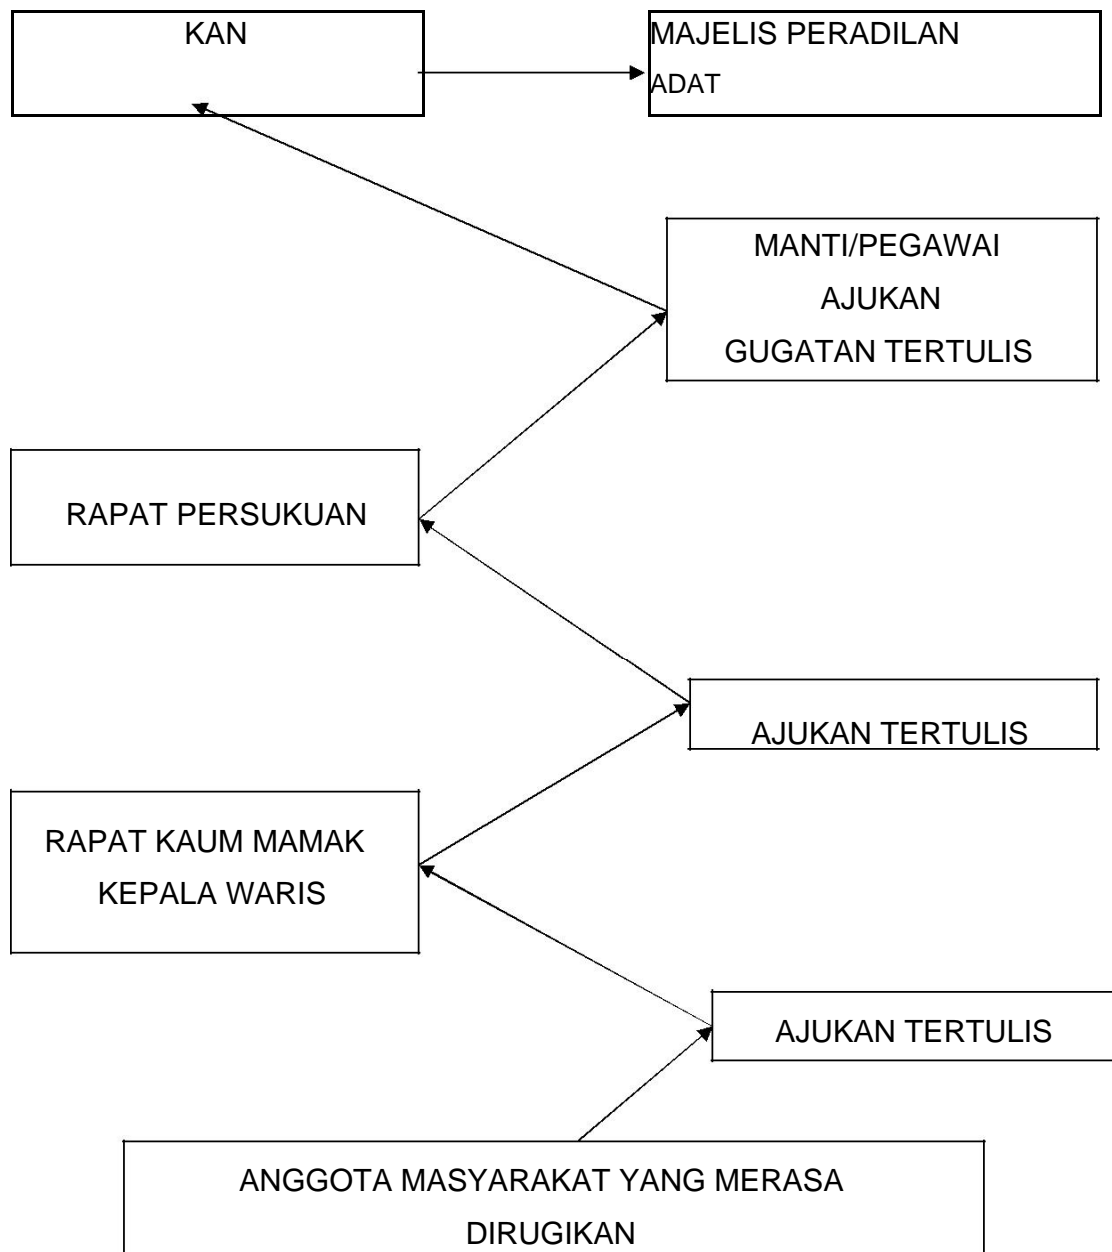 KAN
MAJELIS PERADILAN
ADAT
MANTI/PEGAWAI
AJUKAN
GUGATAN TERTULIS
RAPAT PERSUKUAN
AJUKAN TERTULIS
RAPAT KAUM MAMAK
KEPALA WARIS
AJUKAN TERTULIS
ANGGOTA MASYARAKAT YANG MERASA
DIRUGIKAN